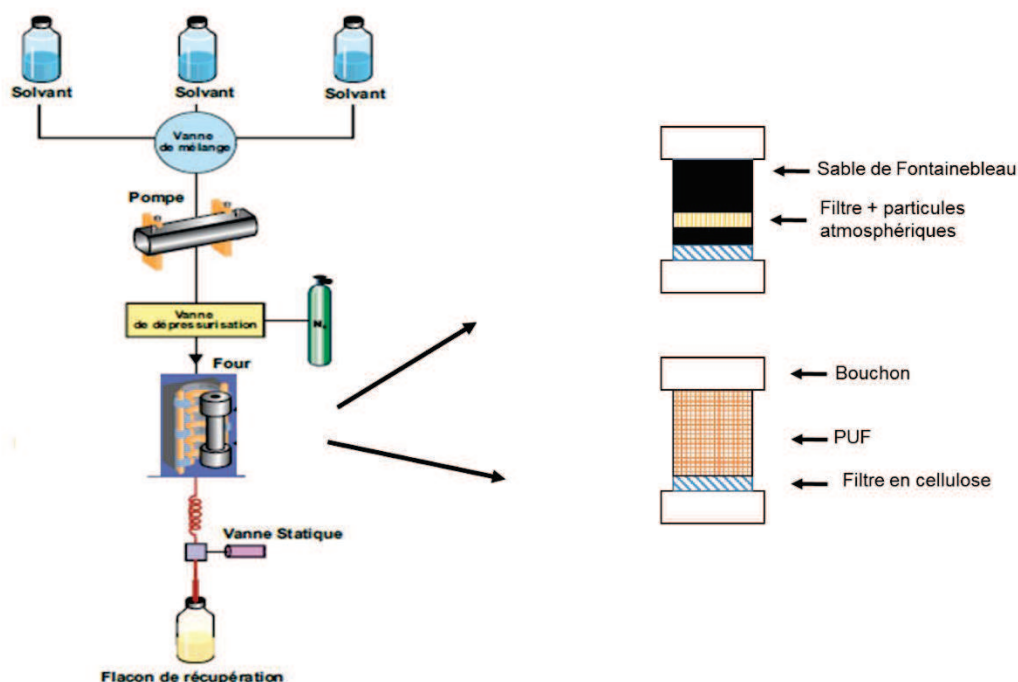 Solvant
Solvant
Solvant
Vanne
de mélange
Pompe
Vanne
de dépressurisation
N₂
Four
Vanne Statique
Flacon de récupération
Sable de Fontainebleau
Filtre + particules
atmosphériques
Bouchon
PUF
Filtre en cellulose